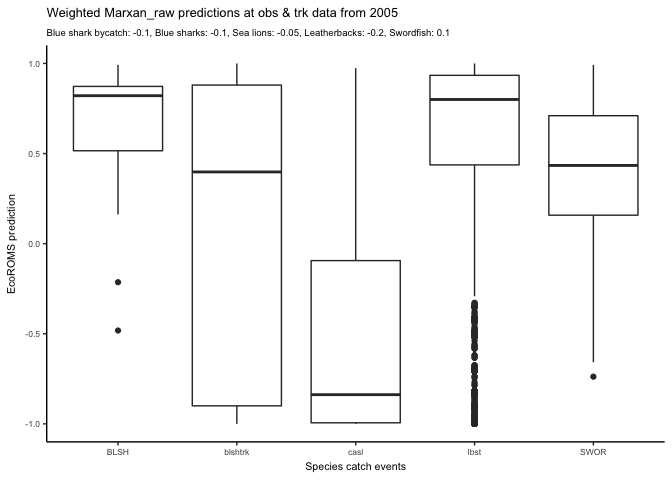 Weighted Marxan_raw predictions at obs & trk data from 2005
Blue shark bycatch: -0.1, Blue sharks: -0.1, Sea lions: -0.05, Leatherbacks: -0.2, Swordfish: 0.1
1.0
0.5
0.0
-0.5
-1.0
EcoROMS prediction
BLSH blshtrk casl lbst SWOR
Species catch events